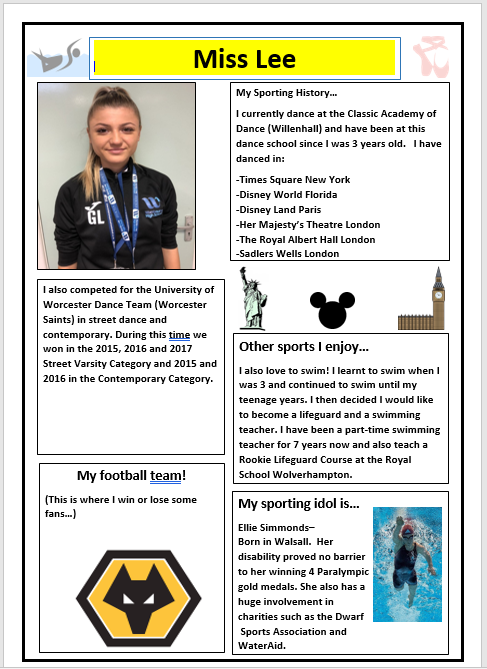 Miss Lee
GL
My Sporting History…
I currently dance at the Classic Academy of
Dance (Willenhall) and have been at this
dance school since I was 3 years old.   I have
danced in:
-Times Square New York
-Disney World Florida
-Disney Land Paris
-Her Majesty’s Theatre London
-The Royal Albert Hall London
-Sadlers Wells London
I also competed for the University of
Worcester Dance Team (Worcester
Saints) in street dance and
contemporary. During this time we
won in the 2015, 2016 and 2017
Street Varsity Category and 2015 and
2016 in the Contemporary Category.
Other sports I enjoy…
I also love to swim! I learnt to swim when I
was 3 and continued to swim until my
teenage years. I then decided I would like
to become a lifeguard and a swimming
teacher. I have been a part-time swimming
teacher for 7 years now and also teach a
Rookie Lifeguard Course at the Royal
School Wolverhampton.
My football team!
(This is where I win or lose some
fans…)
My sporting idol is…
Ellie Simmonds–
Born in Walsall.  Her
disability proved no barrier
to her winning 4 Paralympic
gold medals. She also has a
huge involvement in
charities such as the Dwarf
Sports Association and
WaterAid.